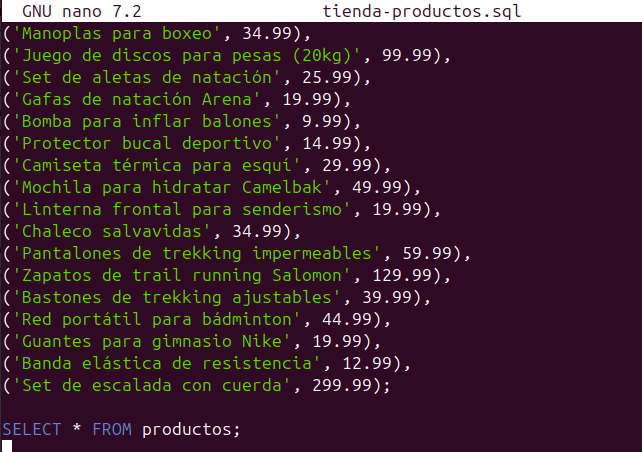 GNU nano 7.2 tienda-productos.sql
('Manoplas para boxeo', 34.99),
('Juego de discos para pesas (20kg)', 99.99),
('Set de aletas de natación', 25.99),
('Gafas de natación Arena', 19.99),
('Bomba para inflar balones', 9.99),
('Protector bucal deportivo', 14.99),
('Camiseta térmica para esquí', 29.99),
('Mochila para hidratar Camelbak', 49.99),
('Linterna frontal para senderismo', 19.99),
('Chaleco salvavidas', 34.99),
('Pantalones de trekking impermeables', 59.99),
('Zapatos de trail running Salomon', 129.99),
('Bastones de trekking ajustables', 39.99),
('Red portátil para bádminton', 44.99),
('Guantes para gimnasio Nike', 19.99),
('Banda elástica de resistencia', 12.99),
('Set de escalada con cuerda', 299.99);
SELECT * FROM productos;